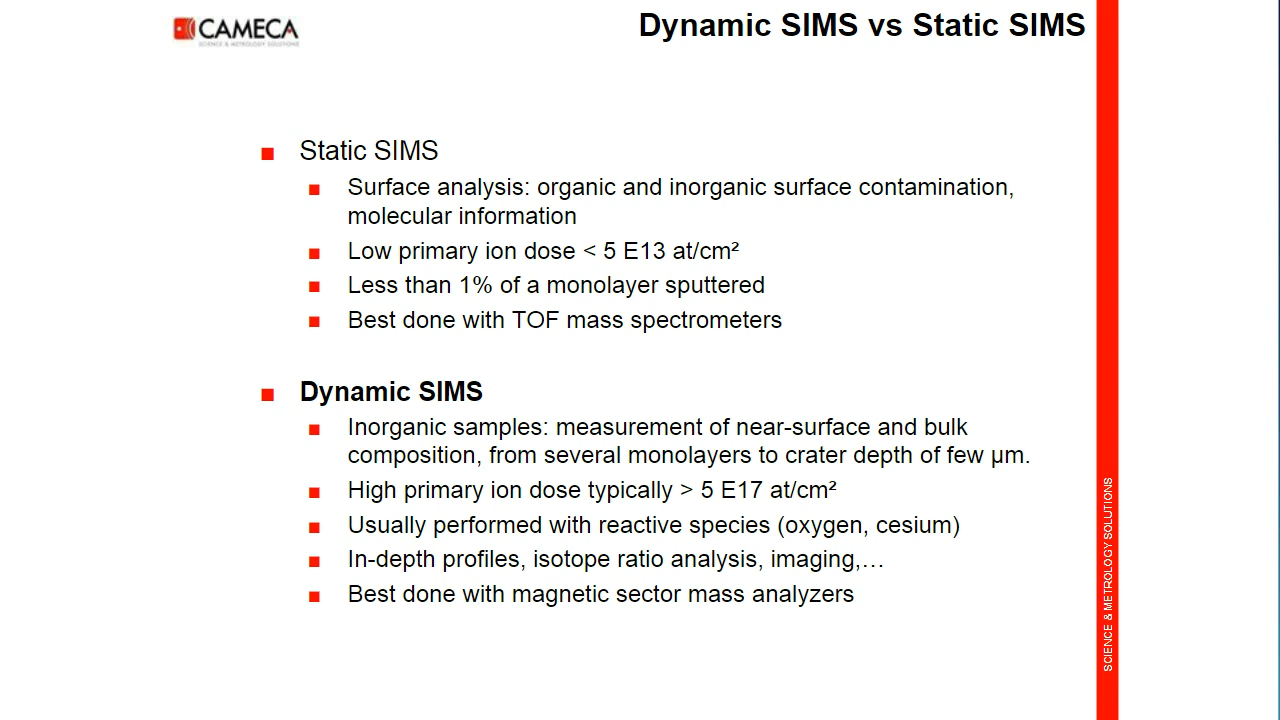 CAMECA
SCIENCE & METROLOGY SOLUTIONS
Dynamic SIMS vs Static SIMS
Static SIMS
Surface analysis: organic and inorganic surface contamination,
molecular information
Low primary ion dose < 5 E13 at/cm²
Less than 1% of a monolayer sputtered
Best done with TOF mass spectrometers
Dynamic SIMS
Inorganic samples: measurement of near-surface and bulk
composition, from several monolayers to crater depth of few µm.
High primary ion dose typically > 5 E17 at/cm²
Usually performed with reactive species (oxygen, cesium)
In-depth profiles, isotope ratio analysis, imaging,…
Best done with magnetic sector mass analyzers
SCIENCE & METROLOGY SOLUTIONS